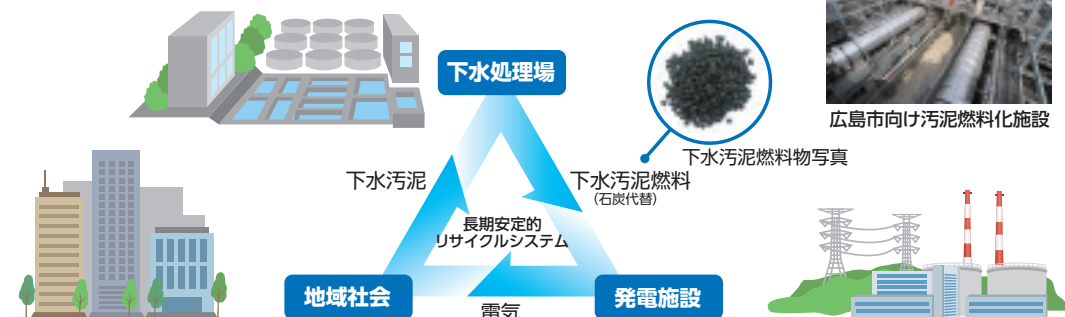 下水処理場
広島市向け汚泥燃料化施設
下水汚泥燃料物写真
下水汚泥
下水汚泥燃料
(石炭代替)
長期安定的
リサイクルシステム
地域社会
発電施設
電気